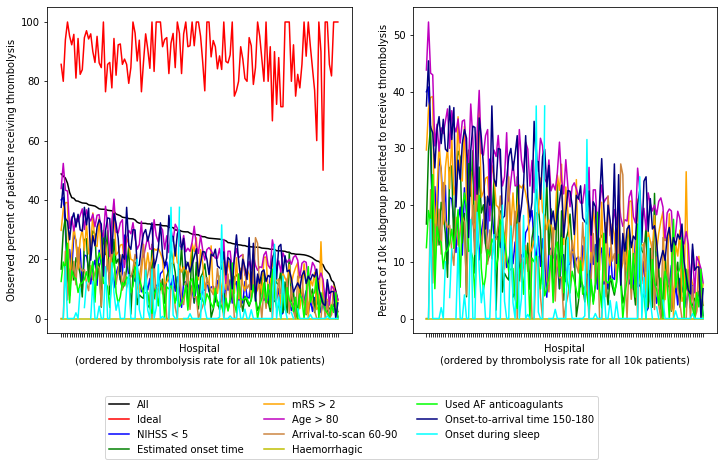 100
80
60
40
20
0
Observed percent of patients receiving thrombolysis
Hospital
(ordered by thrombolysis rate for all 10k patients)
50
40
30
20
10
0
Percent of 10k subgroup predicted to receive thrombolysis
Hospital
(ordered by thrombolysis rate for all 10k patients)
All
Ideal
NIHSS < 5
Estimated onset time
mRS > 2
Age > 80
Arrival-to-scan 60-90
Haemorrhagic
Used AF anticoagulants
Onset-to-arrival time 150-180
Onset during sleep